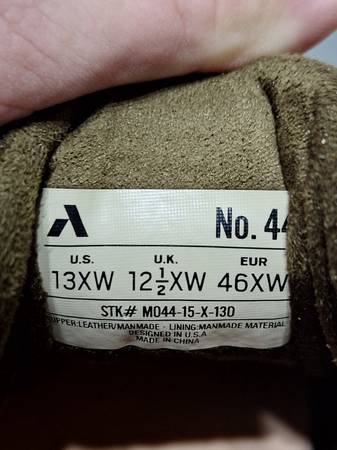 No. 44
U.S. U.K. EUR
13XW 12½XW 46XW
STK# M044-15-X-130
UPPER:LEATHER/MANMADE - LINING:MANMADE MATERIAL
DESIGNED IN U.S.A
MADE IN CHINA